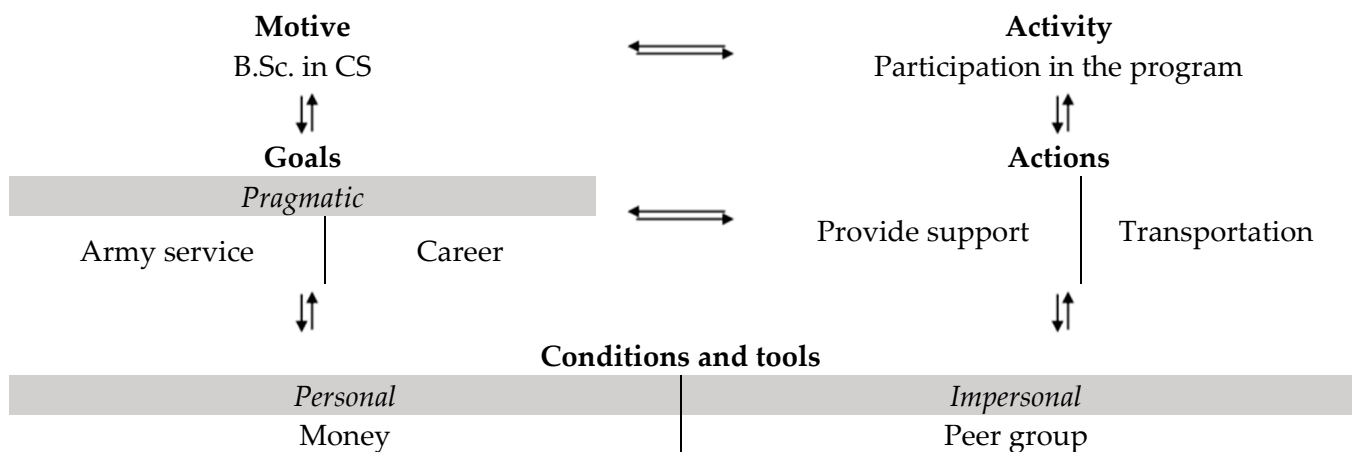 Motive Activity
B.Sc. in CS Participation in the program
Goals Actions
Pragmatic
Army service Career Provide support Transportation
Conditions and tools
Personal Impersonal
Money Peer group